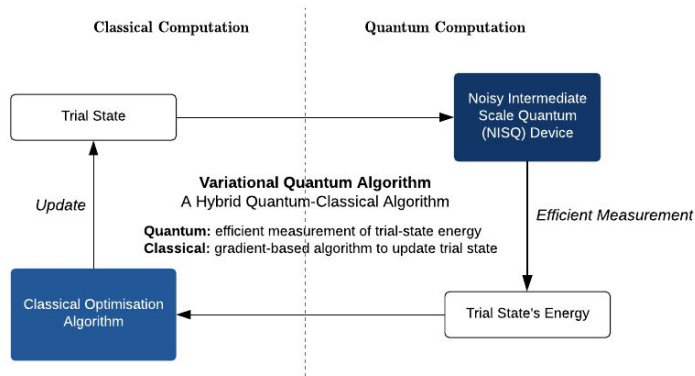 Classical Computation
Quantum Computation
Trial State
Noisy Intermediate
Scale Quantum
(NISQ) Device
Variational Quantum Algorithm
A Hybrid Quantum-Classical Algorithm
Update
Efficient Measurement
Quantum: efficient measurement of trial-state energy
Classical: gradient-based algorithm to update trial state
Classical Optimisation
Algorithm
Trial State's Energy